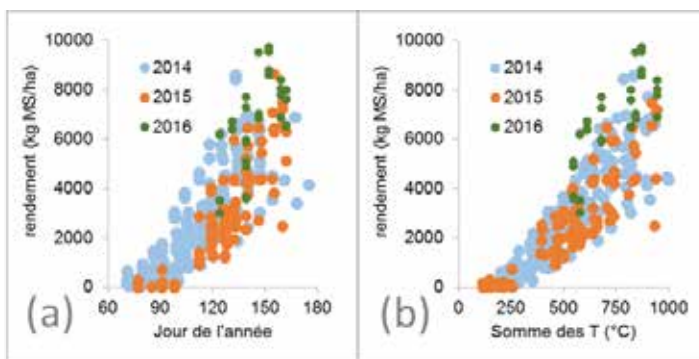 rendement (kg MS/ha)
10000
8000
6000
4000
2000
0
2014
2015
2016
(a)
60 90 120 150 180
Jour de l'année
rendement (kg MS/ha)
10000
8000
6000
4000
2000
0
2014
2015
2016
(b)
0 250 500 750 1000
Somme des T (°C)